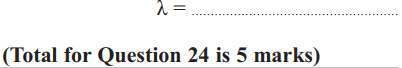 λ = ................................................................
(Total for Question 24 is 5 marks)